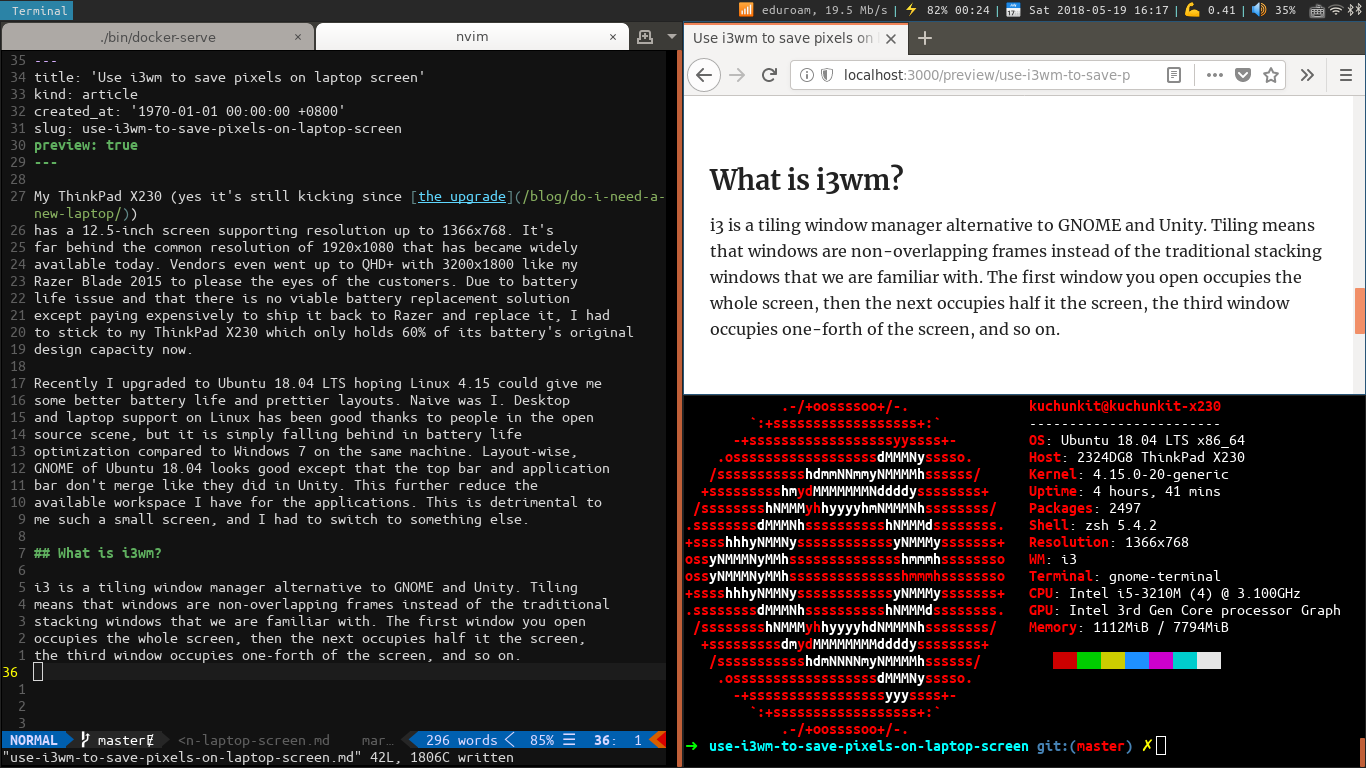 Terminal
eduroam, 19.5 Mb/s | 82% 00:24 | Sat 2018-05-19 16:17 | 0.41 | 35%
./bin/docker-serve ×
nvim ×
35 ---
34 title: 'Use i3wm to save pixels on laptop screen'
33 kind: article
32 created_at: '1970-01-01 00:00:00 +0800'
31 slug: use-i3wm-to-save-pixels-on-laptop-screen
30 preview: true
29 ---
28
27 My ThinkPad X230 (yes it's still kicking since [the upgrade](/blog/do-i-need-a-
new-laptop/))
26 has a 12.5-inch screen supporting resolution up to 1366x768. It's
25 far behind the common resolution of 1920x1080 that has became widely
24 available today. Vendors even went up to QHD+ with 3200x1800 like my
23 Razer Blade 2015 to please the eyes of the customers. Due to battery
22 life issue and that there is no viable battery replacement solution
21 except paying expensively to ship it back to Razer and replace it, I had
20 to stick to my ThinkPad X230 which only holds 60% of its battery's original
19 design capacity now.
18
17 Recently I upgraded to Ubuntu 18.04 LTS hoping Linux 4.15 could give me
16 some better battery life and prettier layouts. Naive was I. Desktop
15 and laptop support on Linux has been good thanks to people in the open
14 source scene, but it is simply falling behind in battery life
13 optimization compared to Windows 7 on the same machine. Layout-wise,
12 GNOME of Ubuntu 18.04 looks good except that the top bar and application
11 bar don't merge like they did in Unity. This further reduce the
10 available workspace I have for the applications. This is detrimental to
9 me such a small screen, and I had to switch to something else.
8
7 ## What is i3wm?
6
5 i3 is a tiling window manager alternative to GNOME and Unity. Tiling
4 means that windows are non-overlapping frames instead of the traditional
3 stacking windows that we are familiar with. The first window you open
2 occupies the whole screen, then the next occupies half it the screen,
1 the third window occupies one-forth of the screen, and so on.
36
1
2
3
NORMAL master <n-laptop-screen.md mar… 296 words 85% ☰ 36: 1
"use-i3wm-to-save-pixels-on-laptop-screen.md" 42L, 1806C written
Use i3wm to save pixels on
localhost:3000/preview/use-i3wm-to-save-p
What is i3wm?
i3 is a tiling window manager alternative to GNOME and Unity. Tiling means
that windows are non-overlapping frames instead of the traditional stacking
windows that we are familiar with. The first window you open occupies the
whole screen, then the next occupies half it the screen, the third window
occupies one-forth of the screen, and so on.
kuchunkit@kuchunkit-x230
------------------------
OS: Ubuntu 18.04 LTS x86_64
Host: 2324DG8 ThinkPad X230
Kernel: 4.15.0-20-generic
Uptime: 4 hours, 41 mins
Packages: 2497
Shell: zsh 5.4.2
Resolution: 1366x768
WM: i3
Terminal: gnome-terminal
CPU: Intel i5-3210M (4) @ 3.100GHz
GPU: Intel 3rd Gen Core processor Graph
Memory: 1112MiB / 7794MiB
➜ use-i3wm-to-save-pixels-on-laptop-screen git:(master) ✗